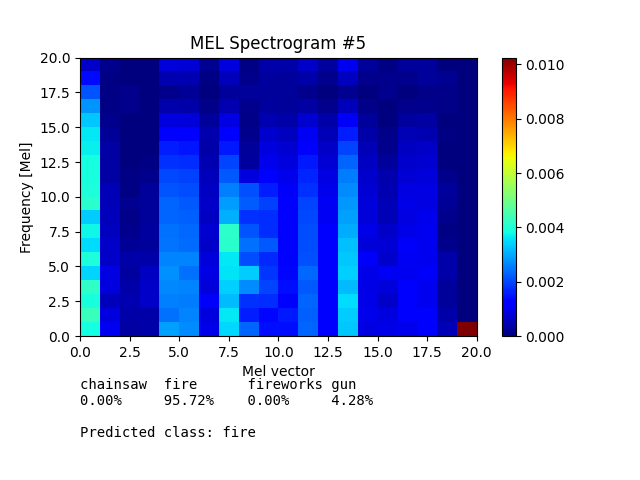 MEL Spectrogram #5
20.0
17.5
15.0
12.5
10.0
7.5
5.0
2.5
0.0
Frequency [Mel]
0.0 2.5 5.0 7.5 10.0 12.5 15.0 17.5 20.0
Mel vector
0.010
0.008
0.006
0.004
0.002
0.000
chainsaw fire fireworks gun
0.00% 95.72% 0.00% 4.28%
Predicted class: fire